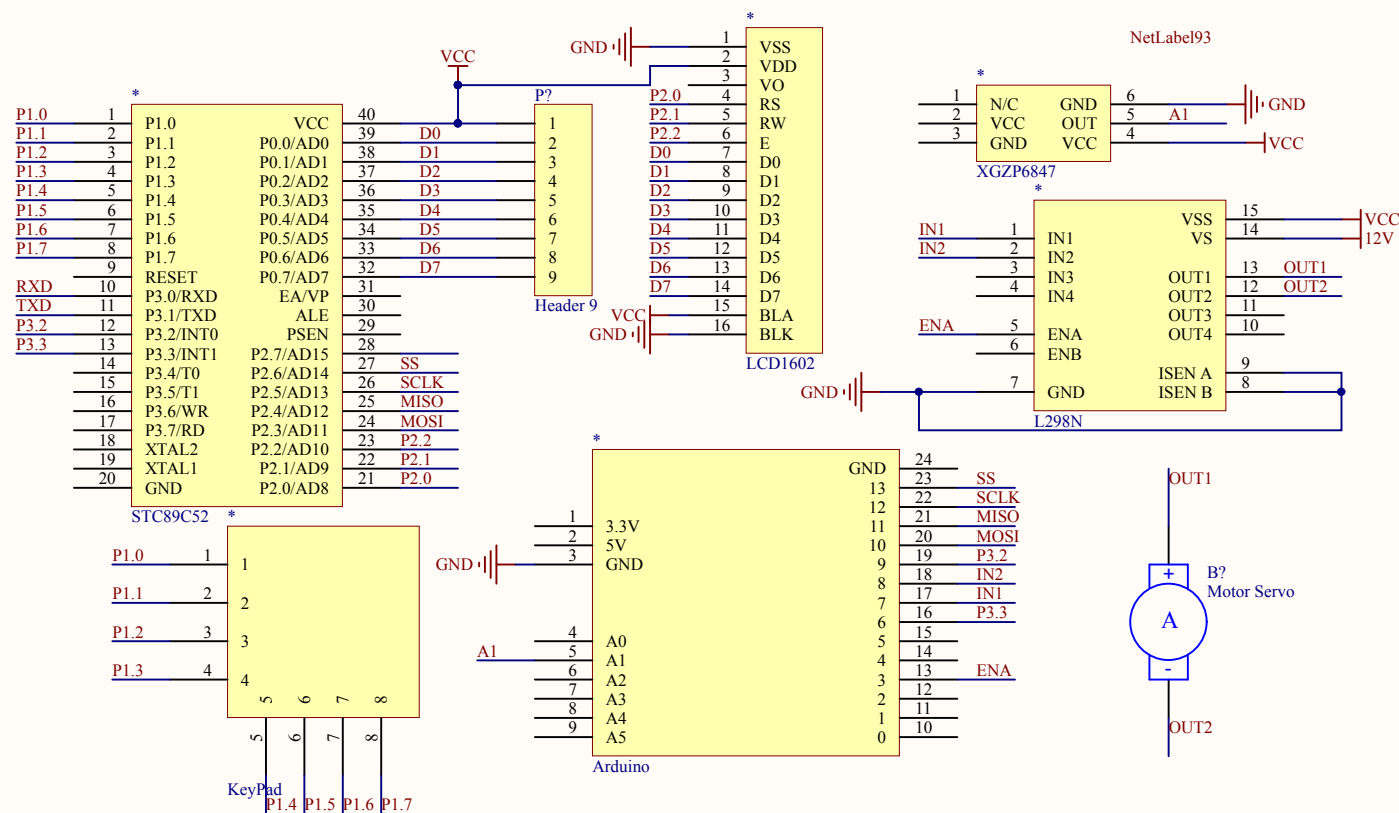 *
P1.0 1 P1.0 VCC 40
P1.1 2 P1.1 P0.0/AD0 39 D0
P1.2 3 P1.2 P0.1/AD1 38 D1
P1.3 4 P1.3 P0.2/AD2 37 D2
P1.4 5 P1.4 P0.3/AD3 36 D3
P1.5 6 P1.5 P0.4/AD4 35 D4
P1.6 7 P1.6 P0.5/AD5 34 D5
P1.7 8 P1.7 P0.6/AD6 33 D6
9 RESET P0.7/AD7 32 D7
RXD 10 P3.0/RXD EA/VP 31
TXD 11 P3.1/TXD ALE 30
P3.2 12 P3.2/INT0 PSEN 29
P3.3 13 P3.3/INT1 P2.7/AD15 28
14 P3.4/T0 P2.6/AD14 27 SS
15 P3.5/T1 P2.5/AD13 26 SCLK
16 P3.6/WR P2.4/AD12 25 MISO
17 P3.7/RD P2.3/AD11 24 MOSI
18 XTAL2 P2.2/AD10 23 P2.2
19 XTAL1 P2.1/AD9 22 P2.1
20 GND P2.0/AD8 21 P2.0
STC89C52
VCC
P?
1
2
3
4
5
6
7
8
9
Header 9
*
GND 1 VSS
2 VDD
3 VO
P2.0 4 RS
P2.1 5 RW
P2.2 6 E
D0 7 D0
D1 8 D1
D2 9 D2
D3 10 D3
D4 11 D4
D5 12 D5
D6 13 D6
D7 14 D7
VCC 15 BLA
GND 16 BLK
LCD1602
NetLabel93
*
1 N/C GND 6 GND
2 VCC OUT 5 A1
3 GND VCC 4 VCC
XGZP6847
*
VSS 15 VCC
IN1 1 IN1 VS 14 12V
IN2 2 IN2
3 IN3 OUT1 13 OUT1
4 IN4 OUT2 12 OUT2
OUT3 11
ENA 5 ENA OUT4 10
6 ENB
ISEN A 9
GND 7 GND ISEN B 8
L298N
*
P1.0 1 1
P1.1 2 2
P1.2 3 3
P1.3 4 4
5 6 7 8
5 6 7 8
KeyPad
P1.4 P1.5 P1.6 P1.7
*
GND 24
13 23 SS
12 22 SCLK
1 3.3V 11 21 MISO
2 5V 10 20 MOSI
GND 3 GND 9 19 P3.2
8 18 IN2
7 17 IN1
6 16 P3.3
4 A0 5 15
A1 5 A1 4 14
6 A2 3 13 ENA
7 A3 2 12
8 A4 1 11
9 A5 0 10
Arduino
OUT1
+
B?
Motor Servo
A
-
OUT2